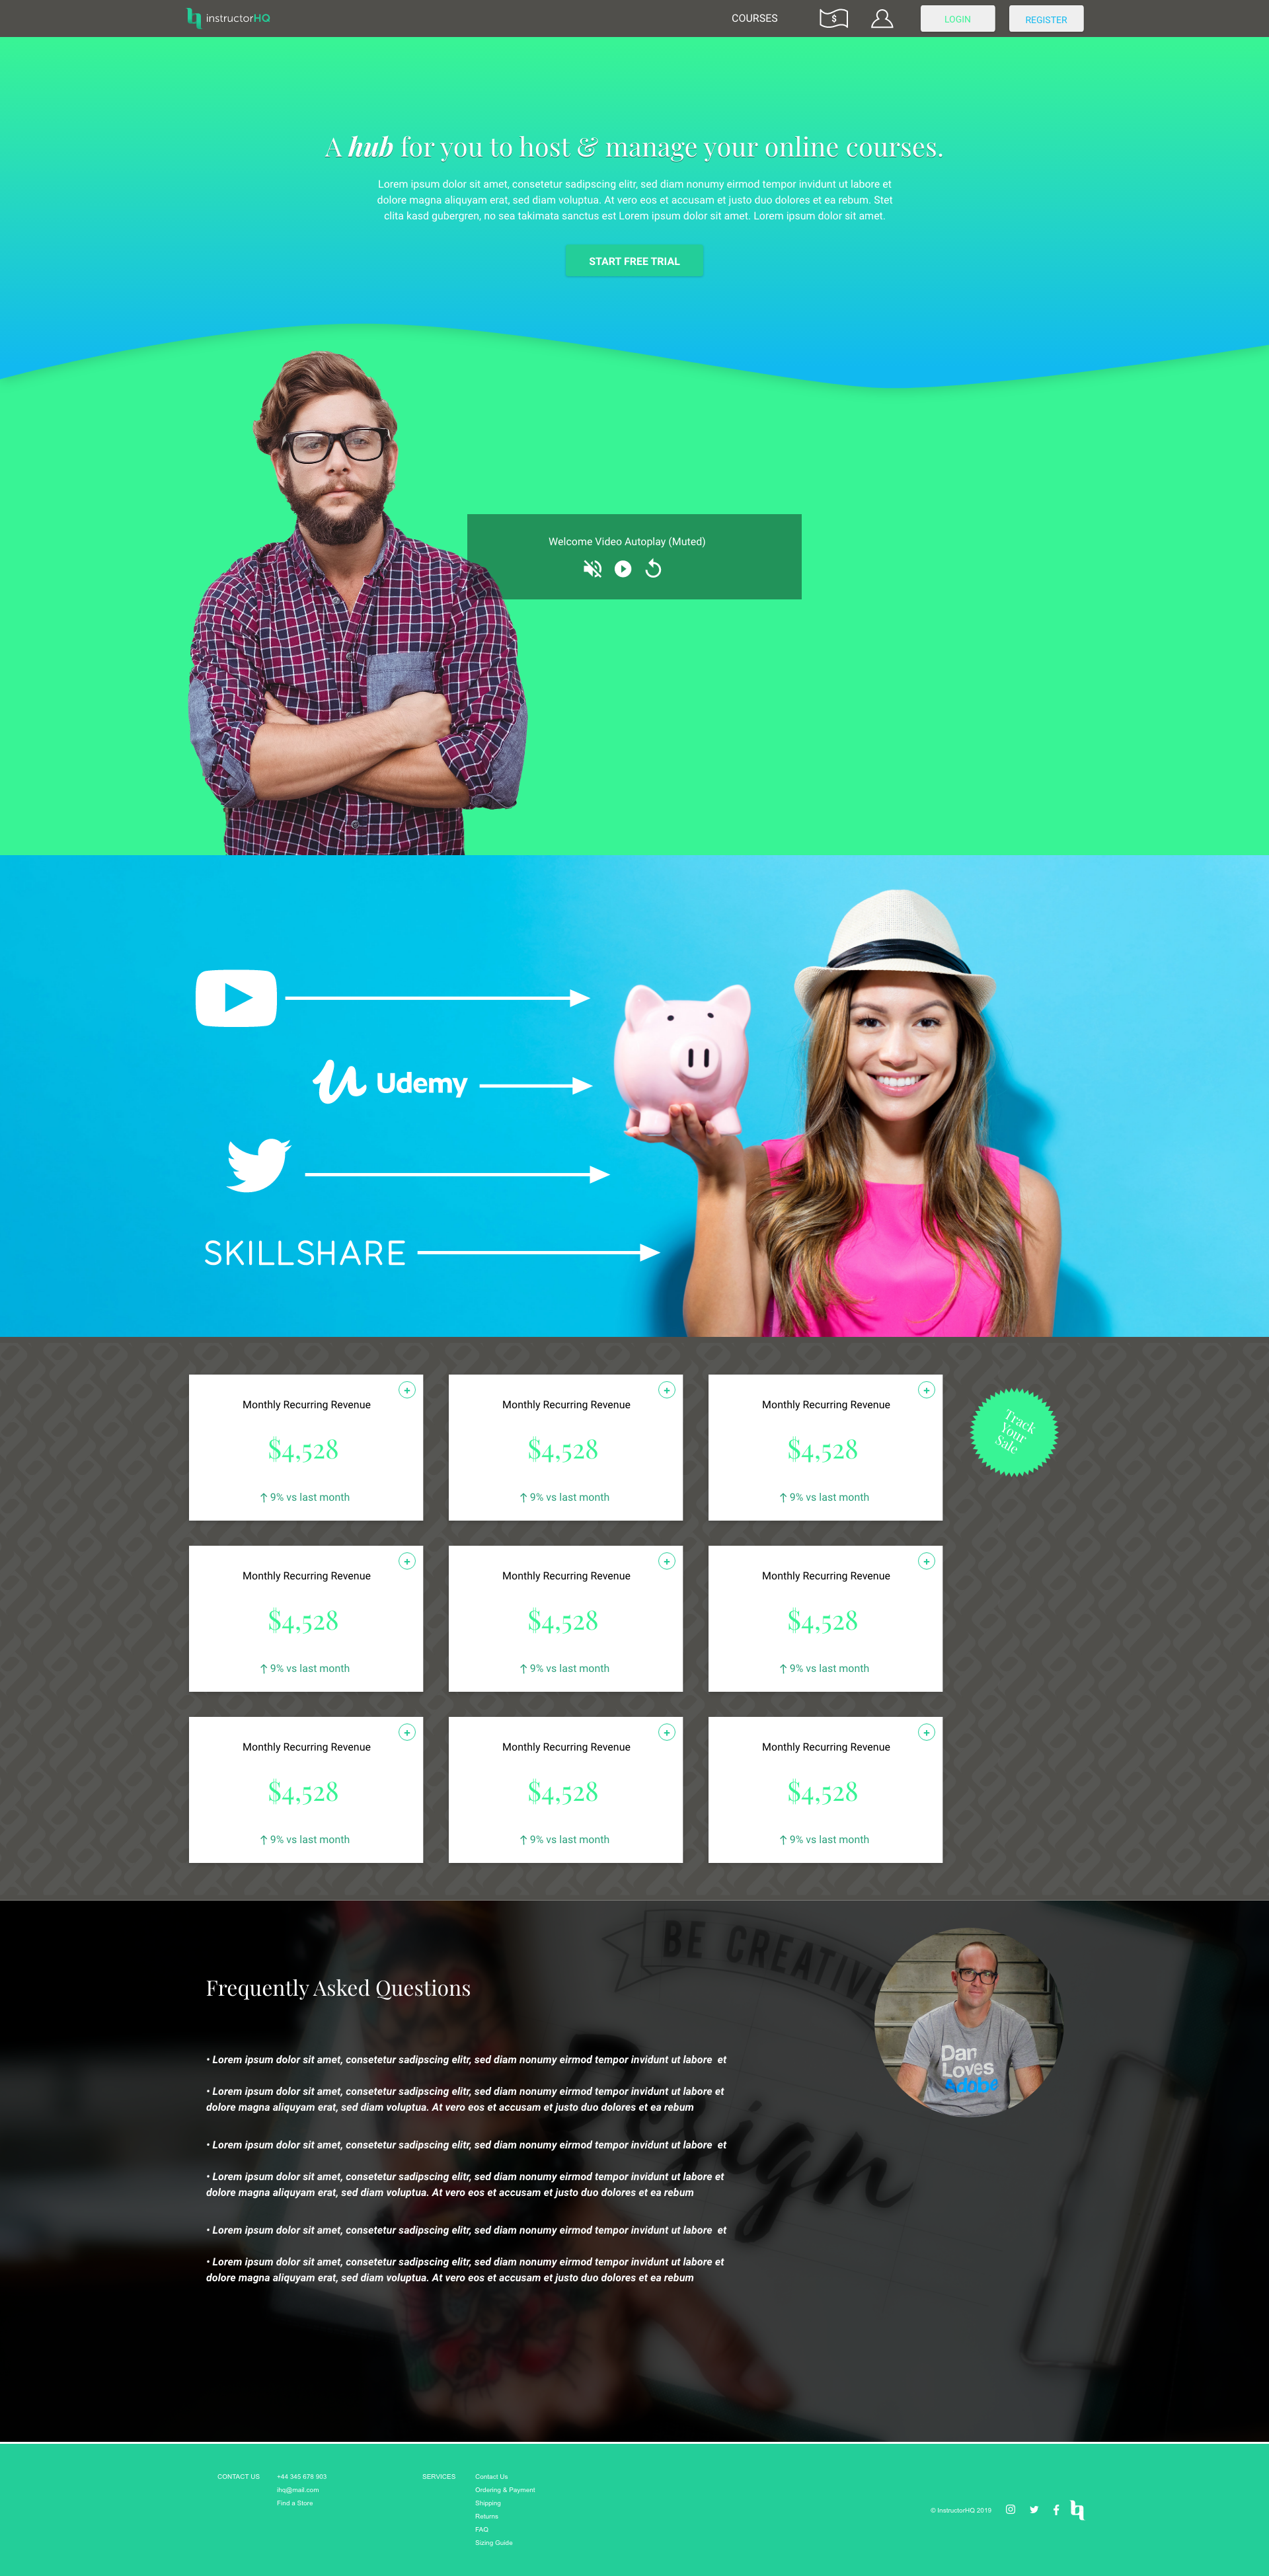 instructorHQ
COURSES
$
LOGIN
REGISTER
A hub for you to host & manage your online courses.
Lorem ipsum dolor sit amet, consetetur sadipscing elitr, sed diam nonumy eirmod tempor invidunt ut labore et
dolore magna aliquyam erat, sed diam voluptua. At vero eos et accusam et justo duo dolores et ea rebum. Stet
clita kasd gubergren, no sea takimata sanctus est Lorem ipsum dolor sit amet. Lorem ipsum dolor sit amet.
START FREE TRIAL
Welcome Video Autoplay (Muted)
Udemy
SKILLSHARE
Monthly Recurring Revenue
$4,528
9% vs last month
Monthly Recurring Revenue
$4,528
9% vs last month
Monthly Recurring Revenue
$4,528
9% vs last month
Track
Your
Sale
Monthly Recurring Revenue
$4,528
9% vs last month
Monthly Recurring Revenue
$4,528
9% vs last month
Monthly Recurring Revenue
$4,528
9% vs last month
Monthly Recurring Revenue
$4,528
9% vs last month
Monthly Recurring Revenue
$4,528
9% vs last month
Monthly Recurring Revenue
$4,528
9% vs last month
BE CREATIVE
Design
Frequently Asked Questions
Dan
Loves
Adobe
• Lorem ipsum dolor sit amet, consetetur sadipscing elitr, sed diam nonumy eirmod tempor invidunt ut labore  et
• Lorem ipsum dolor sit amet, consetetur sadipscing elitr, sed diam nonumy eirmod tempor invidunt ut labore et
dolore magna aliquyam erat, sed diam voluptua. At vero eos et accusam et justo duo dolores et ea rebum
• Lorem ipsum dolor sit amet, consetetur sadipscing elitr, sed diam nonumy eirmod tempor invidunt ut labore  et
• Lorem ipsum dolor sit amet, consetetur sadipscing elitr, sed diam nonumy eirmod tempor invidunt ut labore et
dolore magna aliquyam erat, sed diam voluptua. At vero eos et accusam et justo duo dolores et ea rebum
• Lorem ipsum dolor sit amet, consetetur sadipscing elitr, sed diam nonumy eirmod tempor invidunt ut labore  et
• Lorem ipsum dolor sit amet, consetetur sadipscing elitr, sed diam nonumy eirmod tempor invidunt ut labore et
dolore magna aliquyam erat, sed diam voluptua. At vero eos et accusam et justo duo dolores et ea rebum
CONTACT US
+44 345 678 903
ihq@mail.com
Find a Store
SERVICES
Contact Us
Ordering & Payment
Shipping
Returns
FAQ
Sizing Guide
© InstructorHQ 2019